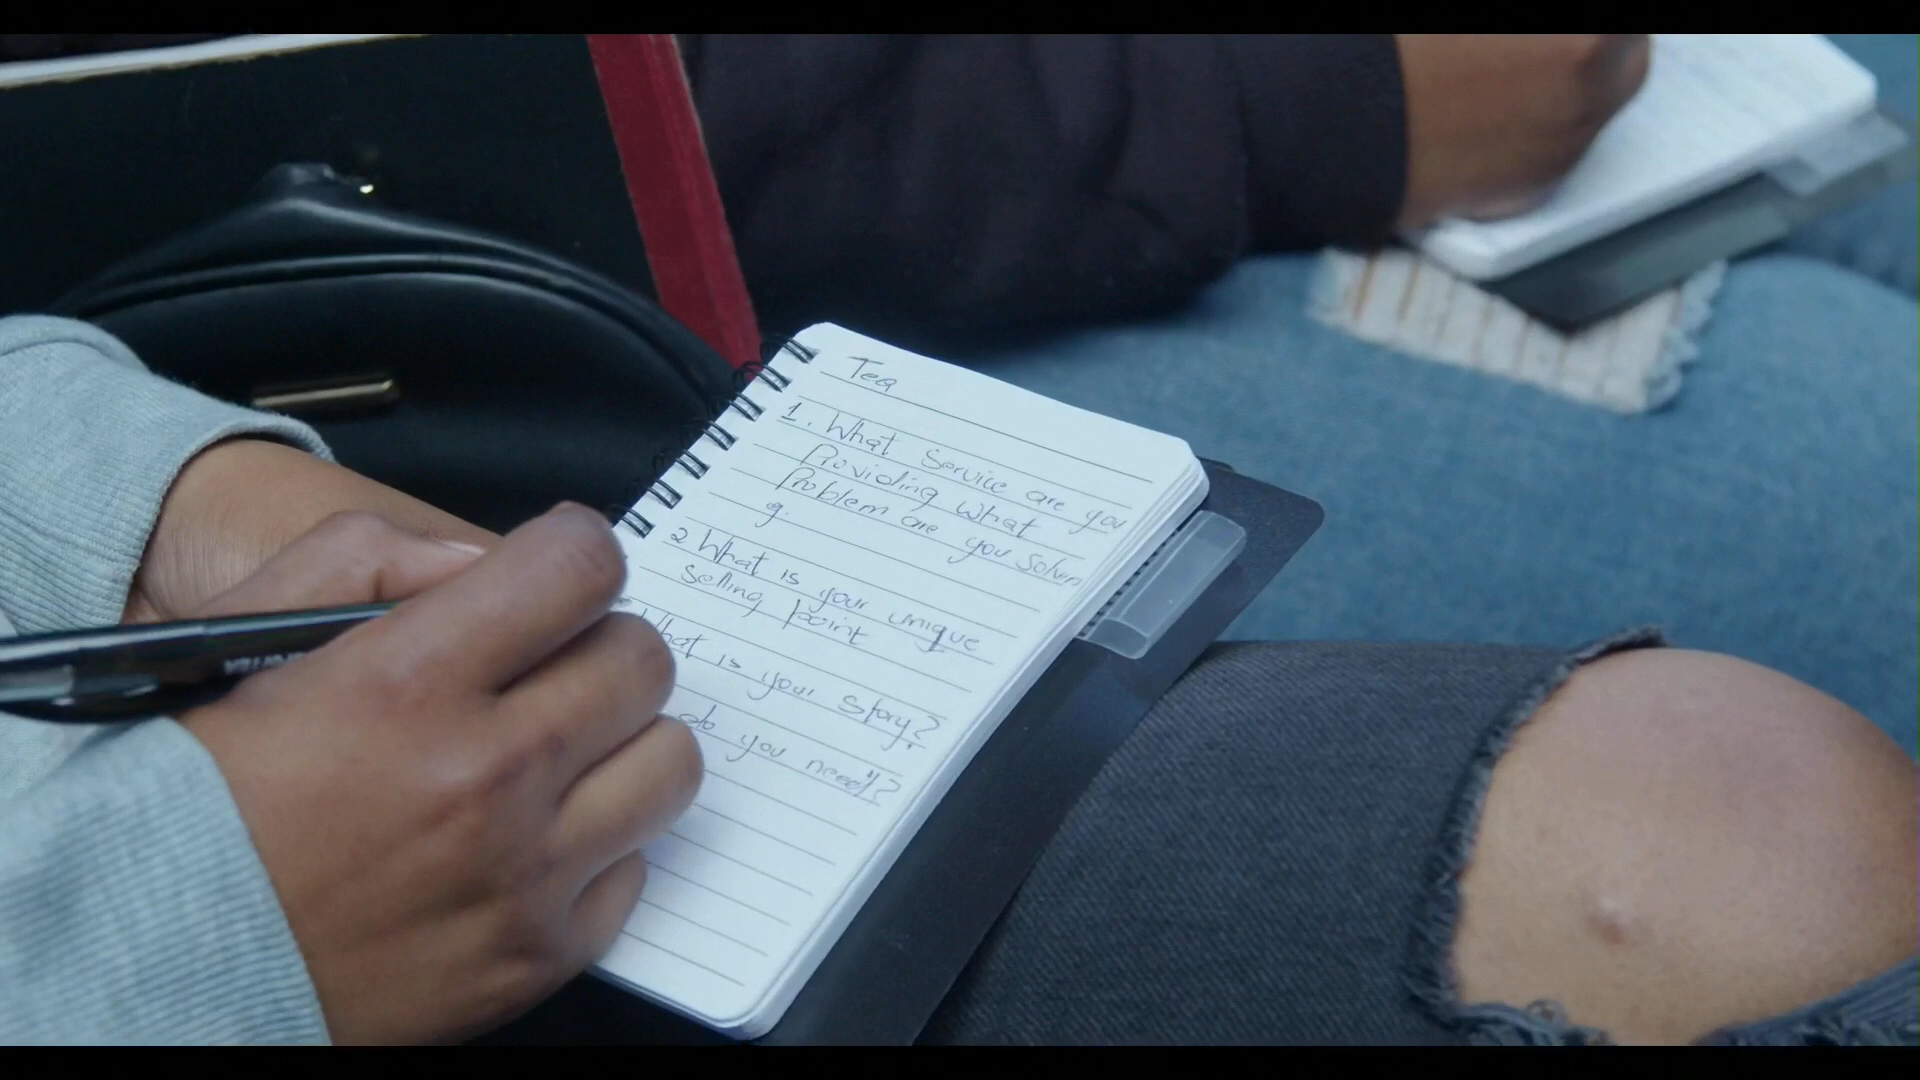 Tea
1. What Service are you
Providing what
Problem are you Solvin
g.
2 What is your unique
Selling point
hat is your story?
do you need?